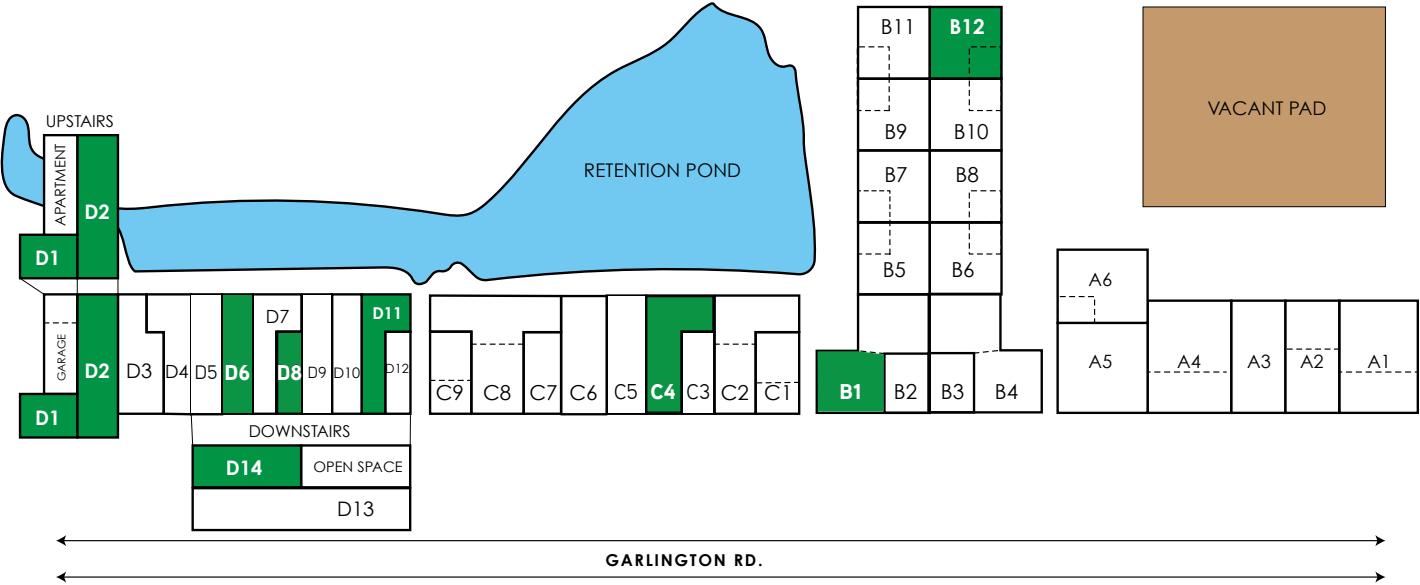 B11
B12
VACANT PAD
UPSTAIRS
APARTMENT
D2
D1
RETENTION POND
B9
B10
B7
B8
B5
B6
A6
GARAGE
D1
D2
D3
D4
D5
D6
D7
D8
D9
D10
D11
D12
C9
C8
C7
C6
C5
C4
C3
C2
C1
B1
B2
B3
B4
A5
A4
A3
A2
A1
DOWNSTAIRS
D14
OPEN SPACE
D13
GARLINGTON RD.